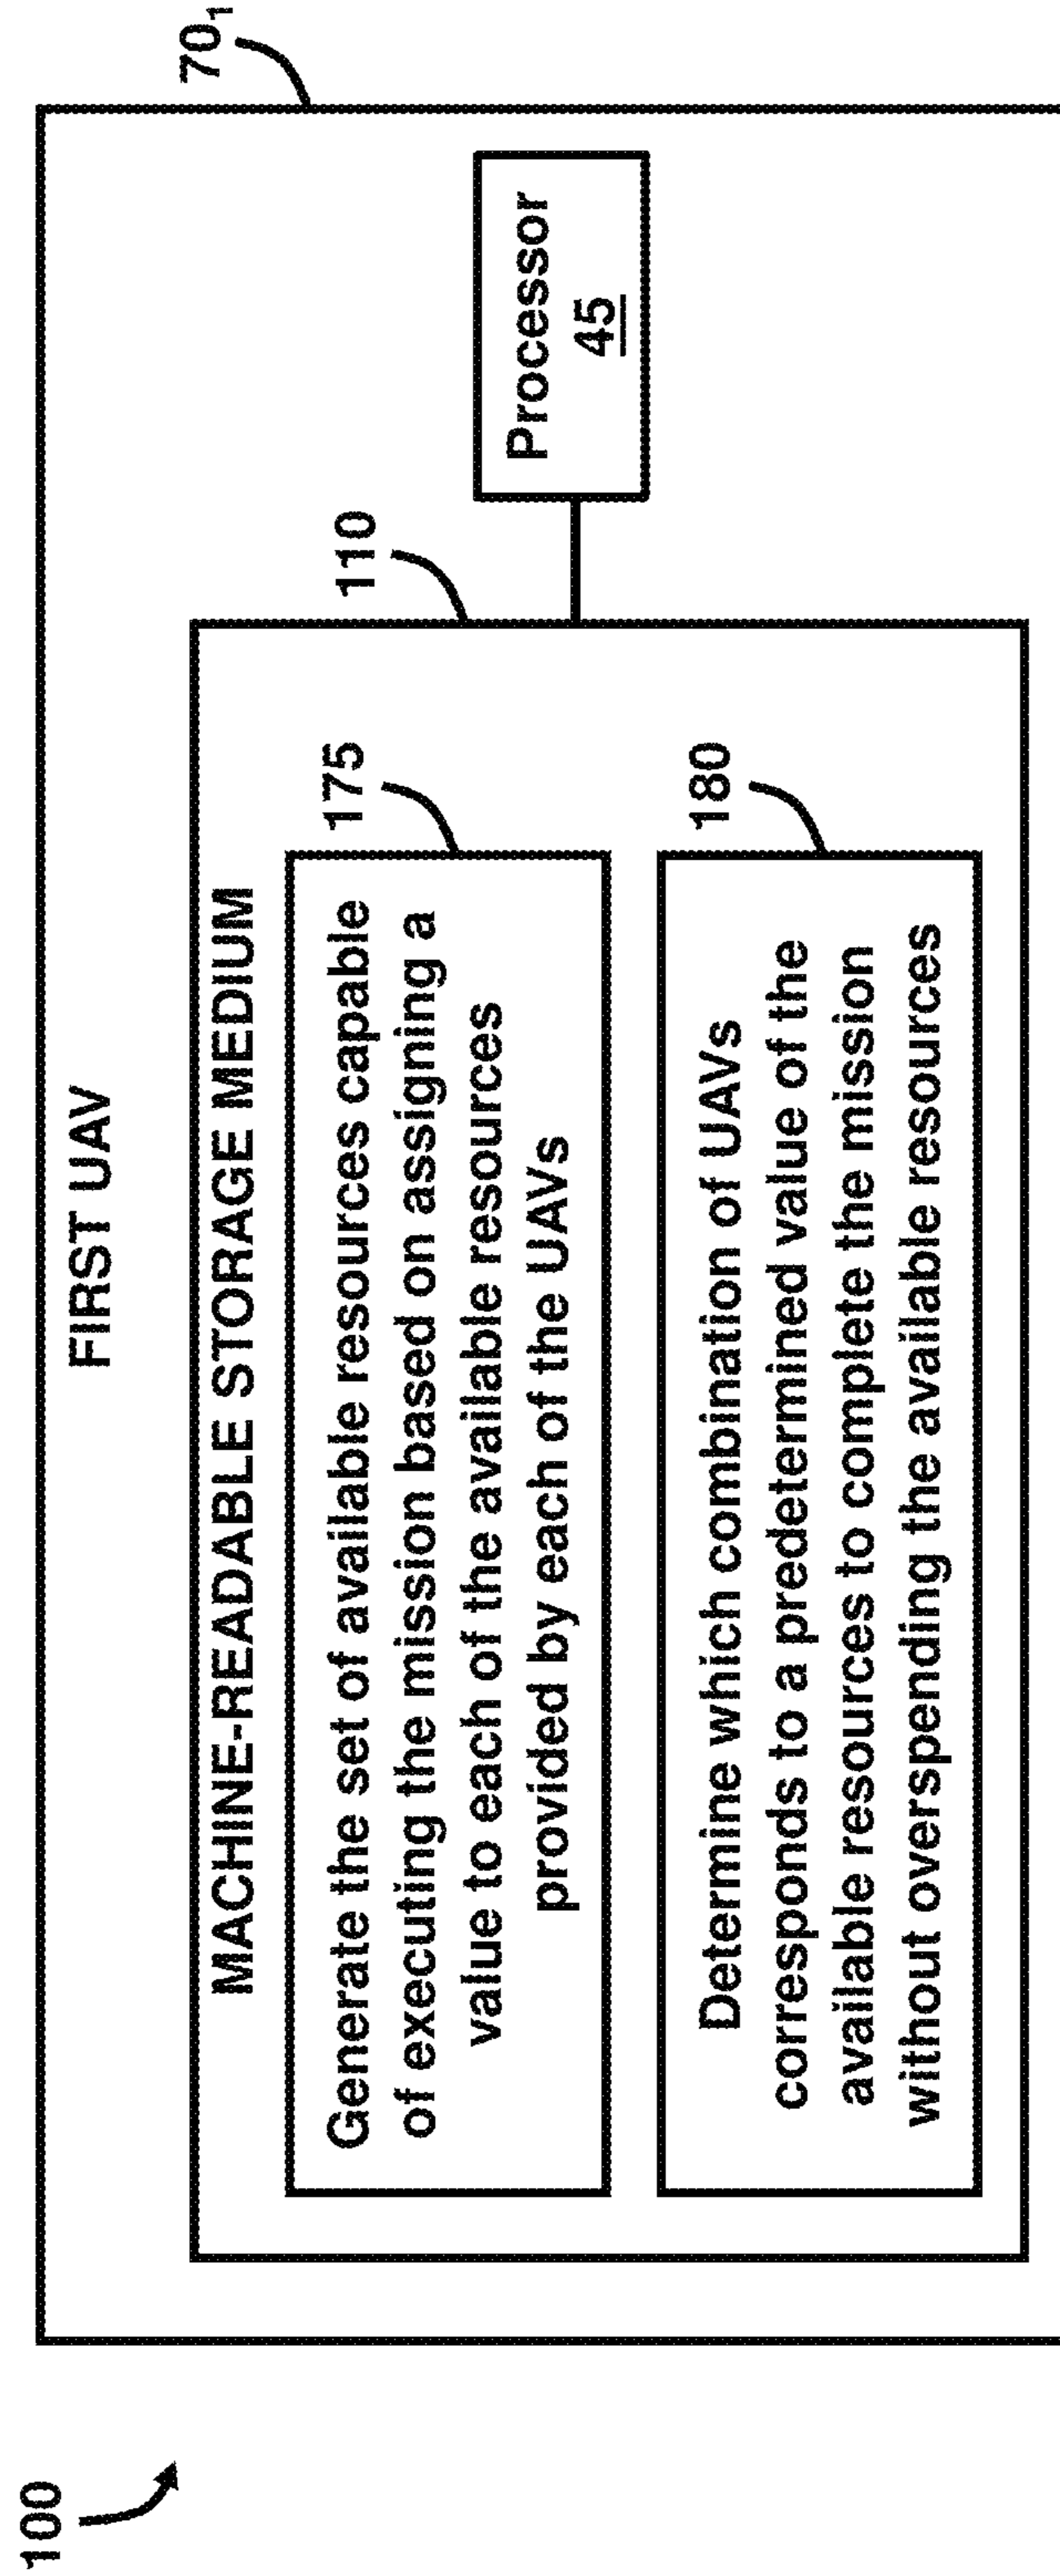 100
70₁
FIRST UAV
MACHINE-READABLE STORAGE MEDIUM
110
175
Generate the set of available resources capable
of executing the mission based on assigning a
value to each of the available resources
provided by each of the UAVs
180
Determine which combination of UAVs
corresponds to a predetermined value of the
available resources to complete the mission
without overspending the available resources
Processor
45